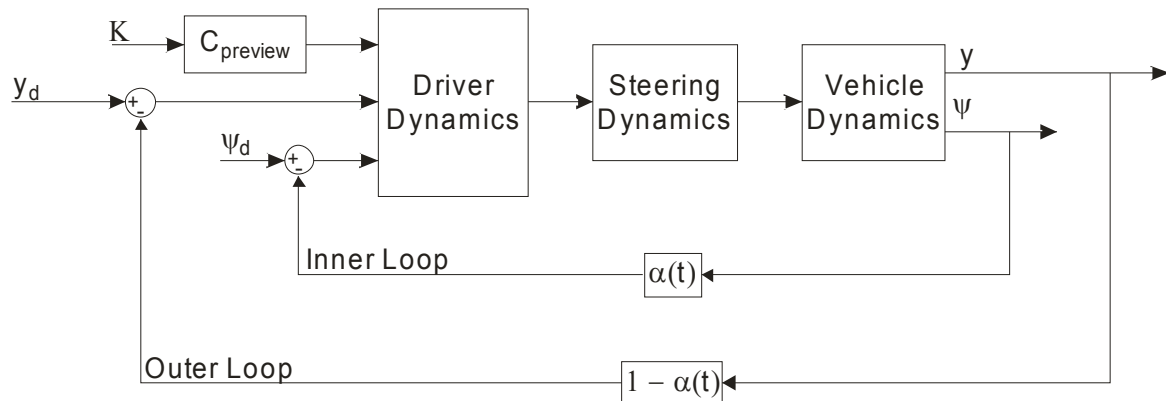 K
C_preview
y_d
+
-
ψ_d
+
-
Driver
Dynamics
Steering
Dynamics
Vehicle
Dynamics
y
ψ
Inner Loop
α(t)
Outer Loop
1 − α(t)